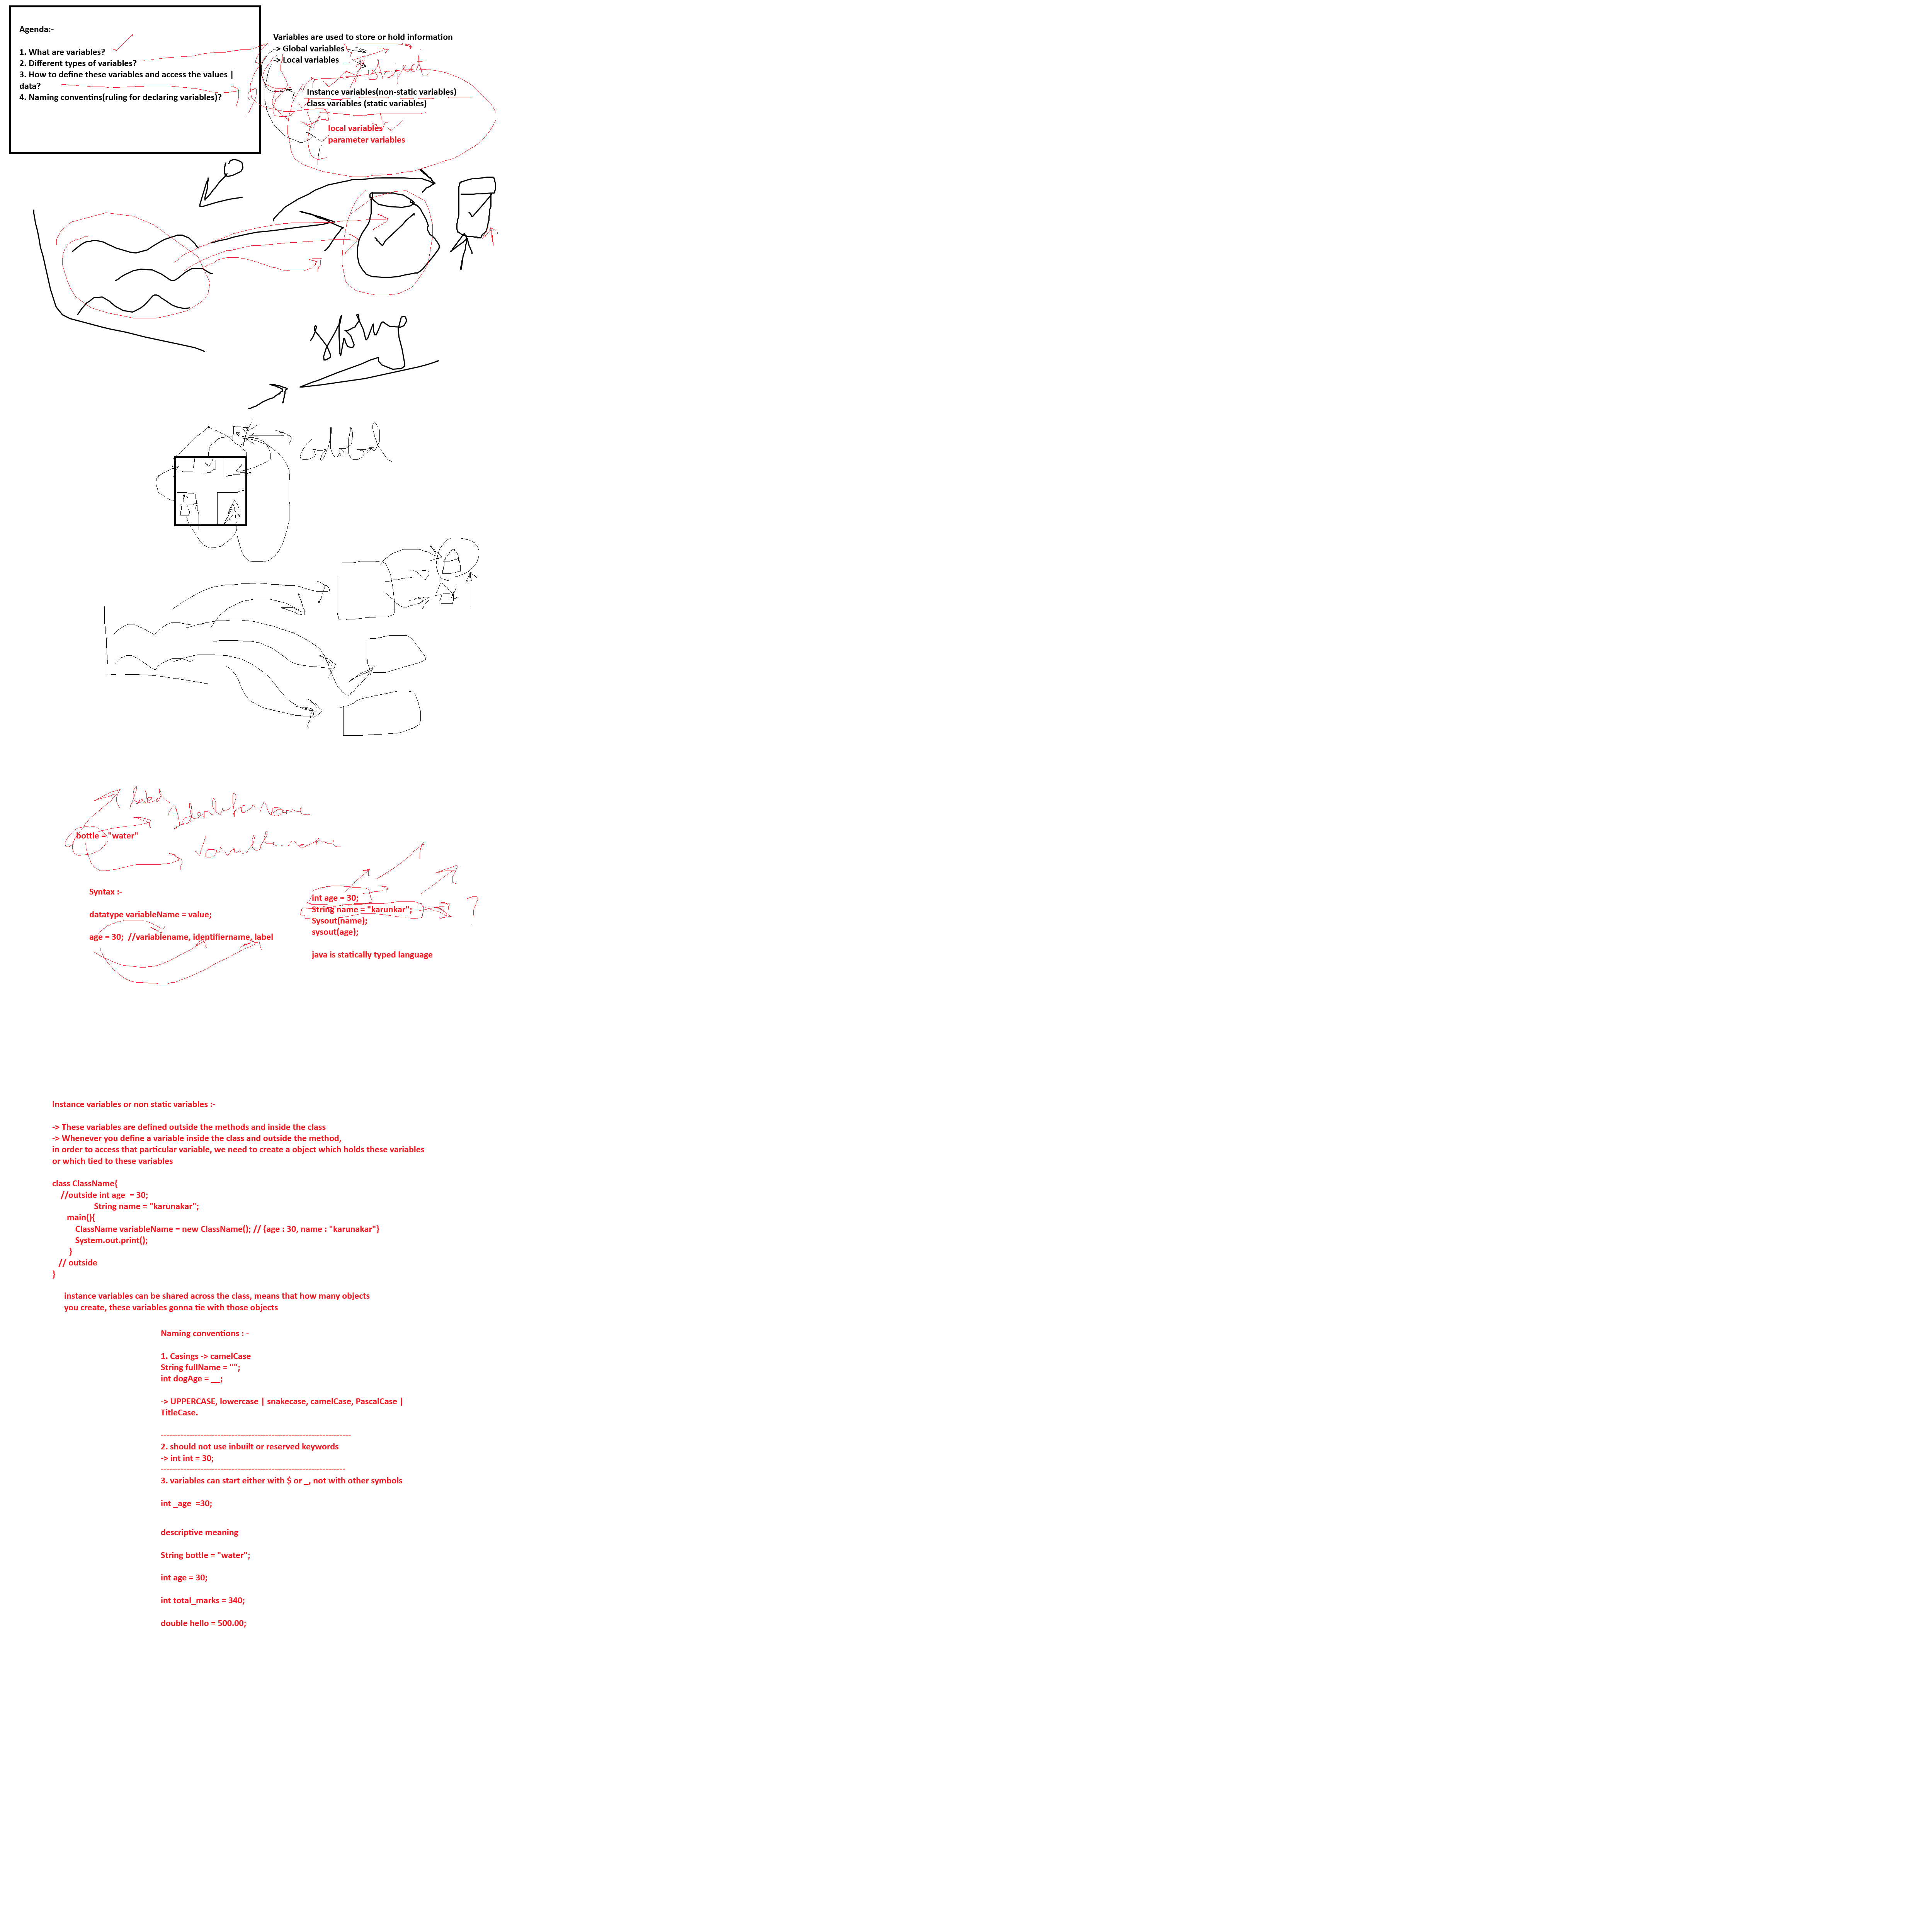 Agenda:-
1. What are variables?
2. Different types of variables?
3. How to define these variables and access the values |
data?
4. Naming conventins(ruling for declaring variables)?
Variables are used to store or hold information
-> Global variables
-> Local variables
object
Instance variables(non-static variables)
class variables (static variables)
local variables
parameter variables
Global
label
Identifier name
bottle = "water"
Variable name
Syntax :-
datatype variableName = value;
age = 30;  //variablename, identifiername, label
int age = 30;
String name = "karunkar";
Sysout(name);
sysout(age);
java is statically typed language
?
Instance variables or non static variables :-
-> These variables are defined outside the methods and inside the class
-> Whenever you define a variable inside the class and outside the method,
in order to access that particular variable, we need to create a object which holds these variables
or which tied to these variables
class ClassName{
//outside int age  = 30;
String name = "karunakar";
main(){
ClassName variableName = new ClassName(); // {age : 30, name : "karunakar"}
System.out.print();
}
// outside
}
instance variables can be shared across the class, means that how many objects
you create, these variables gonna tie with those objects
Naming conventions : -
1. Casings -> camelCase
String fullName = "";
int dogAge = __;
-> UPPERCASE, lowercase | snakecase, camelCase, PascalCase |
TitleCase.
-----------------------------------------------------------------
2. should not use inbuilt or reserved keywords
-> int int = 30;
---------------------------------------------------------------
3. variables can start either with $ or _, not with other symbols
int _age  =30;
descriptive meaning
String bottle = "water";
int age = 30;
int total_marks = 340;
double hello = 500.00;